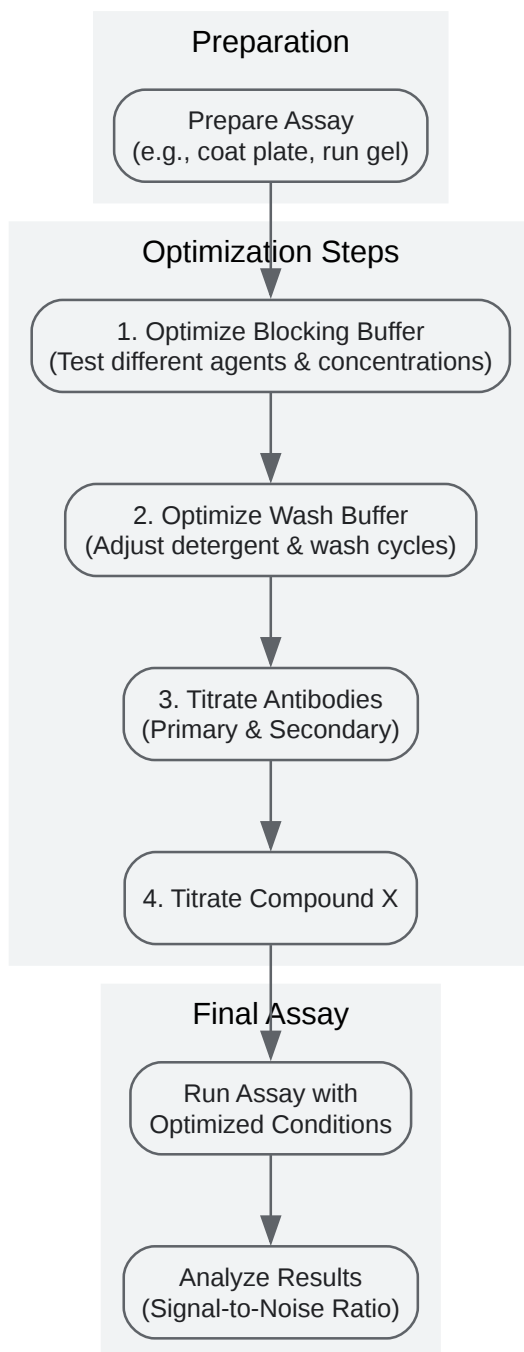 Preparation
Prepare Assay
(e.g., coat plate, run gel)
Optimization Steps
1. Optimize Blocking Buffer
(Test different agents & concentrations)
2. Optimize Wash Buffer
(Adjust detergent & wash cycles)
3. Titrate Antibodies
(Primary & Secondary)
4. Titrate Compound X
Final Assay
Run Assay with
Optimized Conditions
Analyze Results
(Signal-to-Noise Ratio)